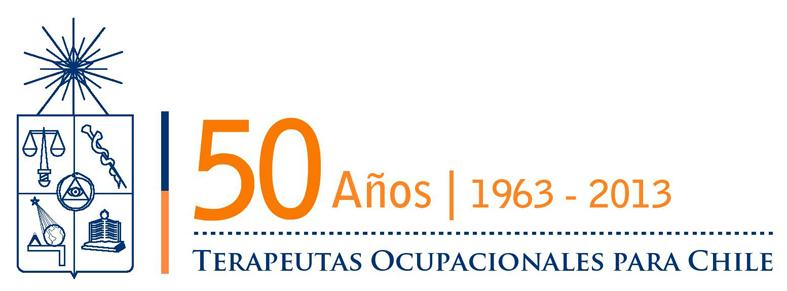 50 Años | 1963 - 2013
TERAPEUTAS OCUPACIONALES PARA CHILE